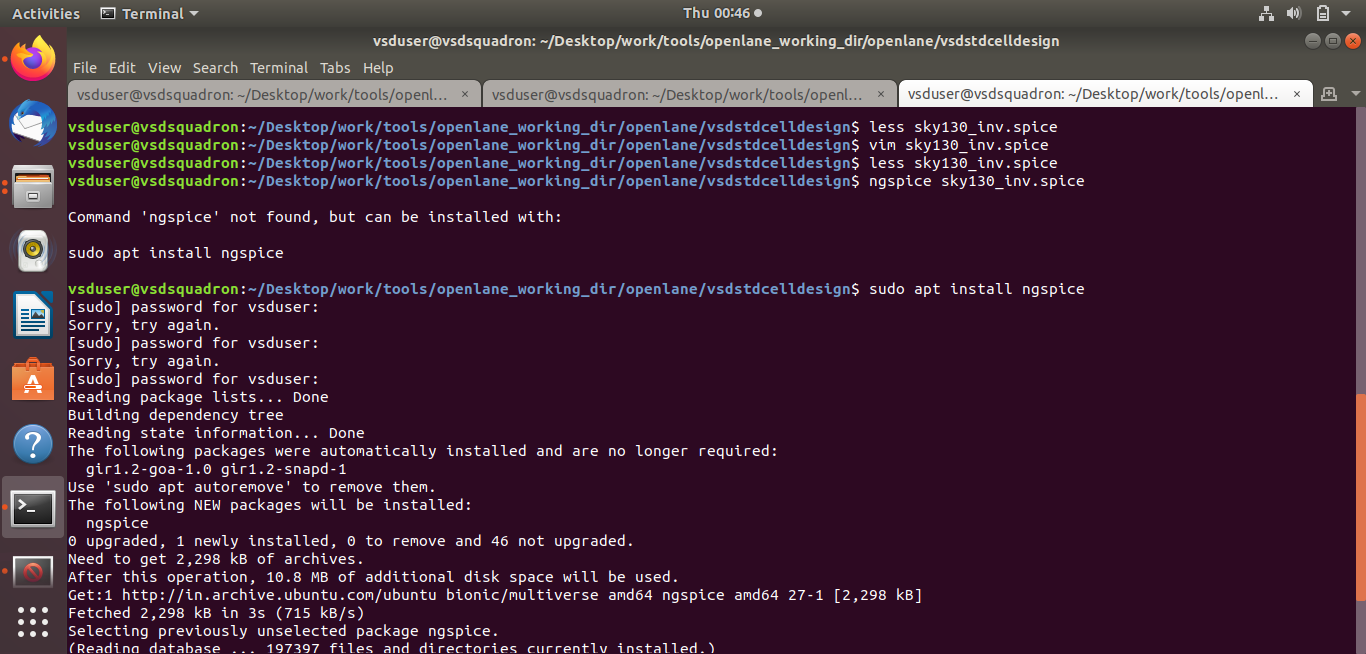 Activities Terminal Thu 00:46
vsduser@vsdsquadron: ~/Desktop/work/tools/openlane_working_dir/openlane/vsdstdcelldesign
File Edit View Search Terminal Tabs Help
vsduser@vsdsquadron: ~/Desktop/work/tools/openl... × vsduser@vsdsquadron: ~/Desktop/work/tools/openl... × vsduser@vsdsquadron: ~/Desktop/work/tools/openl... ×
vsduser@vsdsquadron:~/Desktop/work/tools/openlane_working_dir/openlane/vsdstdcelldesign$ less sky130_inv.spice
vsduser@vsdsquadron:~/Desktop/work/tools/openlane_working_dir/openlane/vsdstdcelldesign$ vim sky130_inv.spice
vsduser@vsdsquadron:~/Desktop/work/tools/openlane_working_dir/openlane/vsdstdcelldesign$ less sky130_inv.spice
vsduser@vsdsquadron:~/Desktop/work/tools/openlane_working_dir/openlane/vsdstdcelldesign$ ngspice sky130_inv.spice
Command 'ngspice' not found, but can be installed with:
sudo apt install ngspice
vsduser@vsdsquadron:~/Desktop/work/tools/openlane_working_dir/openlane/vsdstdcelldesign$ sudo apt install ngspice
[sudo] password for vsduser:
Sorry, try again.
[sudo] password for vsduser:
Sorry, try again.
[sudo] password for vsduser:
Reading package lists... Done
Building dependency tree
Reading state information... Done
The following packages were automatically installed and are no longer required:
gir1.2-goa-1.0 gir1.2-snapd-1
Use 'sudo apt autoremove' to remove them.
The following NEW packages will be installed:
ngspice
0 upgraded, 1 newly installed, 0 to remove and 46 not upgraded.
Need to get 2,298 kB of archives.
After this operation, 10.8 MB of additional disk space will be used.
Get:1 http://in.archive.ubuntu.com/ubuntu bionic/multiverse amd64 ngspice amd64 27-1 [2,298 kB]
Fetched 2,298 kB in 3s (715 kB/s)
Selecting previously unselected package ngspice.
(Reading database ... 197397 files and directories currently installed.)